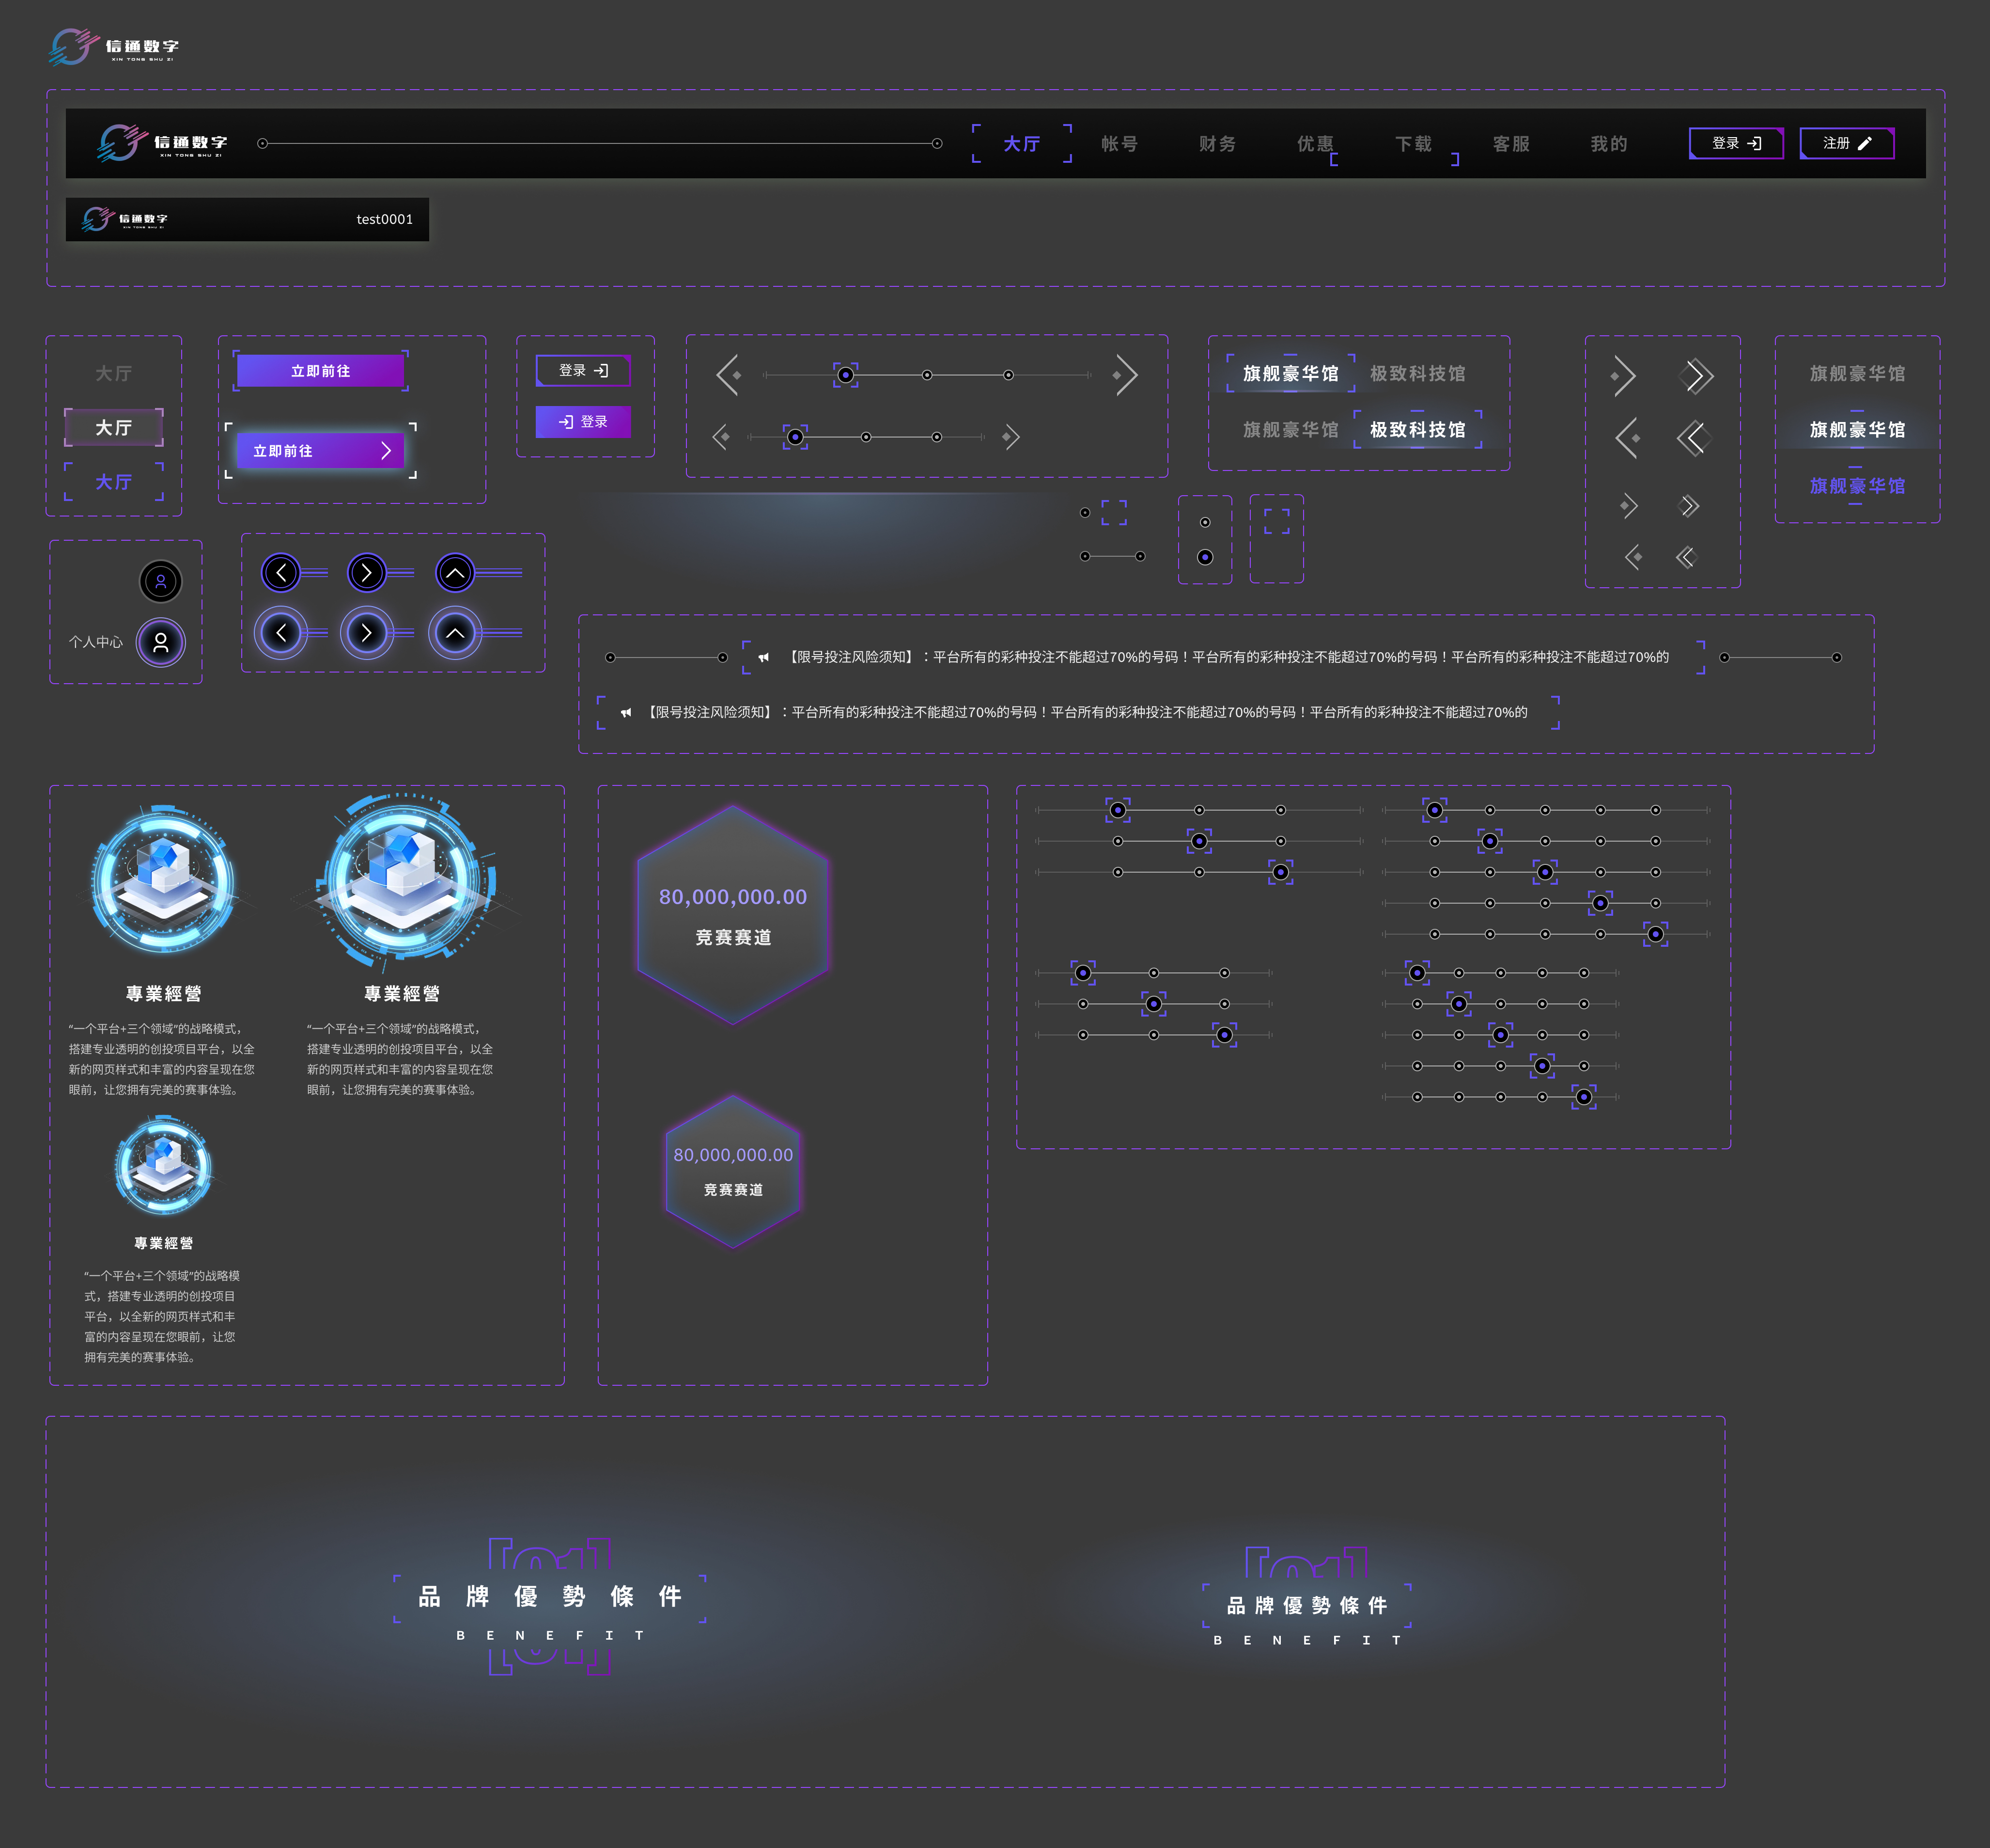 信通数字
XIN TONG SHU ZI
信通数字
XIN TONG SHU ZI
大厅 帐号 财务 优惠 下载 客服 我的 登录 注册
信通数字
XIN TONG SHU ZI
test0001
大厅
大厅
大厅
立即前往
立即前往
登录
登录
旗舰豪华馆 极致科技馆
旗舰豪华馆 极致科技馆
旗舰豪华馆
旗舰豪华馆
旗舰豪华馆
个人中心
【限号投注风险须知】：平台所有的彩种投注不能超过70%的号码！平台所有的彩种投注不能超过70%的号码！平台所有的彩种投注不能超过70%的
【限号投注风险须知】：平台所有的彩种投注不能超过70%的号码！平台所有的彩种投注不能超过70%的号码！平台所有的彩种投注不能超过70%的
專業經營
“一个平台+三个领域”的战略模式，
搭建专业透明的创投项目平台，以全
新的网页样式和丰富的内容呈现在您
眼前，让您拥有完美的赛事体验。
專業經營
“一个平台+三个领域”的战略模式，
搭建专业透明的创投项目平台，以全
新的网页样式和丰富的内容呈现在您
眼前，让您拥有完美的赛事体验。
專業經營
“一个平台+三个领域”的战略模
式，搭建专业透明的创投项目
平台，以全新的网页样式和丰
富的内容呈现在您眼前，让您
拥有完美的赛事体验。
80,000,000.00
竞赛赛道
80,000,000.00
竞赛赛道
[01]
品牌優勢條件
BENEFIT
[01]
品牌優勢條件
BENEFIT